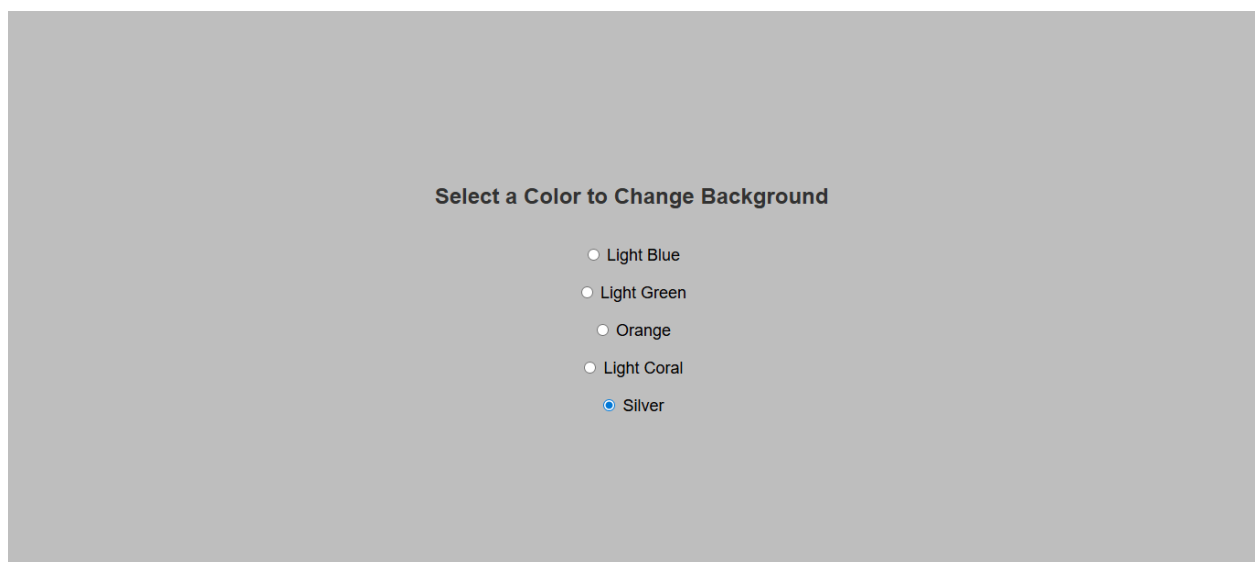 Select a Color to Change Background
Light Blue
Light Green
Orange
Light Coral
Silver